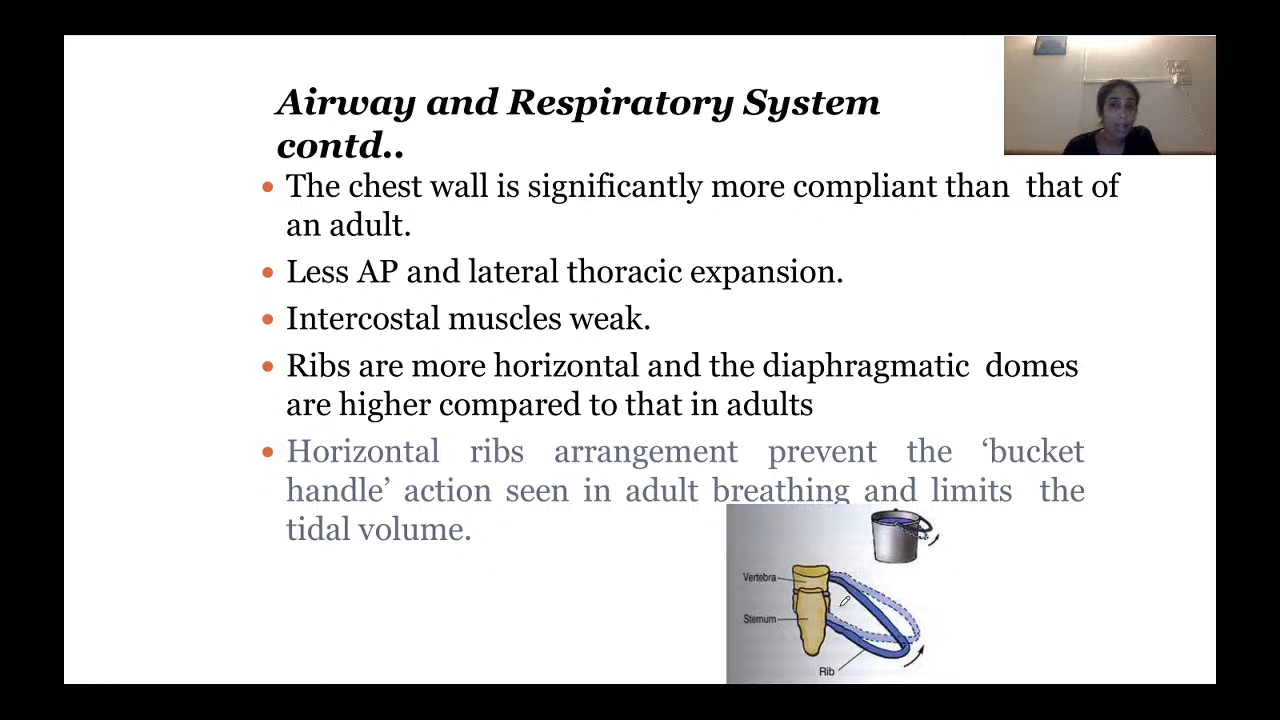 Airway and Respiratory System
contd..
• The chest wall is significantly more compliant than that of
an adult.
• Less AP and lateral thoracic expansion.
• Intercostal muscles weak.
• Ribs are more horizontal and the diaphragmatic domes
are higher compared to that in adults
• Horizontal ribs arrangement prevent the ‘bucket
handle’ action seen in adult breathing and limits the
tidal volume.
Vertebra
Sternum
Rib